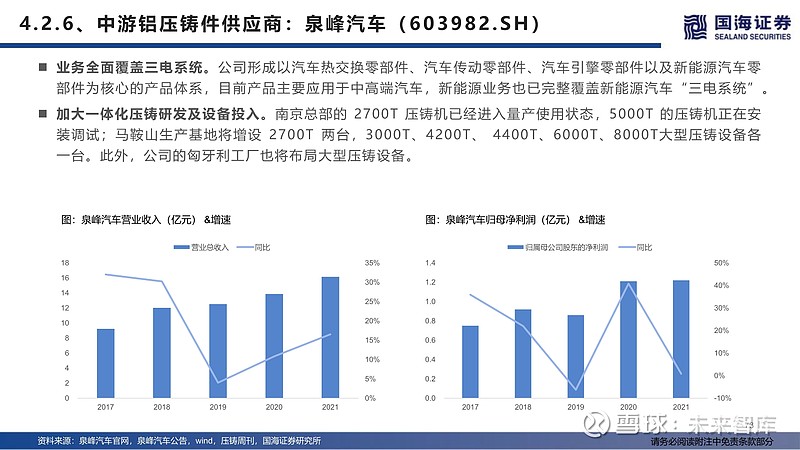 4.2.6、中游铝压铸件供应商：泉峰汽车（603982.SH）
国海证券
SEALAND SECURITIES
■ 业务全面覆盖三电系统。公司形成以汽车热交换零部件、汽车传动零部件、汽车引擎零部件以及新能源汽车零
部件为核心的产品体系，目前产品主要应用于中高端汽车，新能源业务也已完整覆盖新能源汽车“三电系统”。
■ 加大一体化压铸研发及设备投入。南京总部的 2700T 压铸机已经进入量产使用状态，5000T 的压铸机正在安
装调试；马鞍山生产基地将增设 2700T 两台，3000T、4200T、 4400T、6000T、8000T大型压铸设备各
一台。此外，公司的匈牙利工厂也将布局大型压铸设备。
图：泉峰汽车营业收入（亿元） &增速
营业总收入 同比
18
16
14
12
10
8
6
4
2
0
35%
30%
25%
20%
15%
10%
5%
0%
2017 2018 2019 2020 2021
图：泉峰汽车归母净利润（亿元） &增速
归属母公司股东的净利润 同比
1.4
1.2
1.0
0.8
0.6
0.4
0.2
0.0
50%
40%
30%
20%
10%
0%
-10%
2017 2018 2019 2020 2021
雪球：未来智库
资料来源：泉峰汽车官网，泉峰汽车公告，wind，压铸周刊，国海证券研究所
请务必阅读附注中免责条款部分